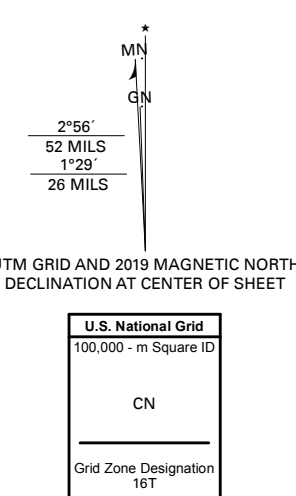 MN
GN
2°56´
52 MILS
1°29´
26 MILS
UTM GRID AND 2019 MAGNETIC NORTH
DECLINATION AT CENTER OF SHEET
U.S. National Grid
100,000 - m Square ID
CN
Grid Zone Designation
16T